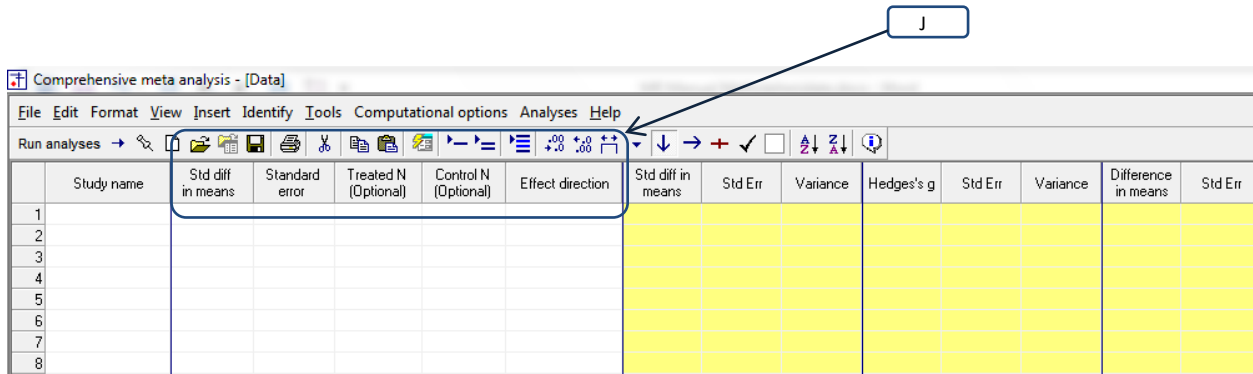 J
Comprehensive meta analysis - [Data]
File Edit Format View Insert Identify Tools Computational options Analyses Help
Run analyses
Study name Std diff in means Standard error Treated N (Optional) Control N (Optional) Effect direction Std diff in means Std Err Variance Hedges's g Std Err Variance Difference in means Std Err
1
2
3
4
5
6
7
8